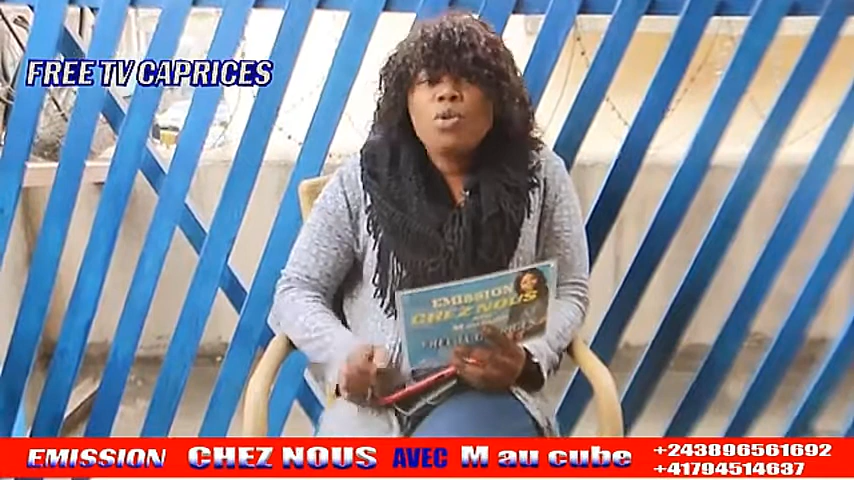 FREE TV CAPRICES
EMISSION
CHEZ NOUS
EMISSION CHEZ NOUS AVEC M au cube
+243896561692
+41794514637